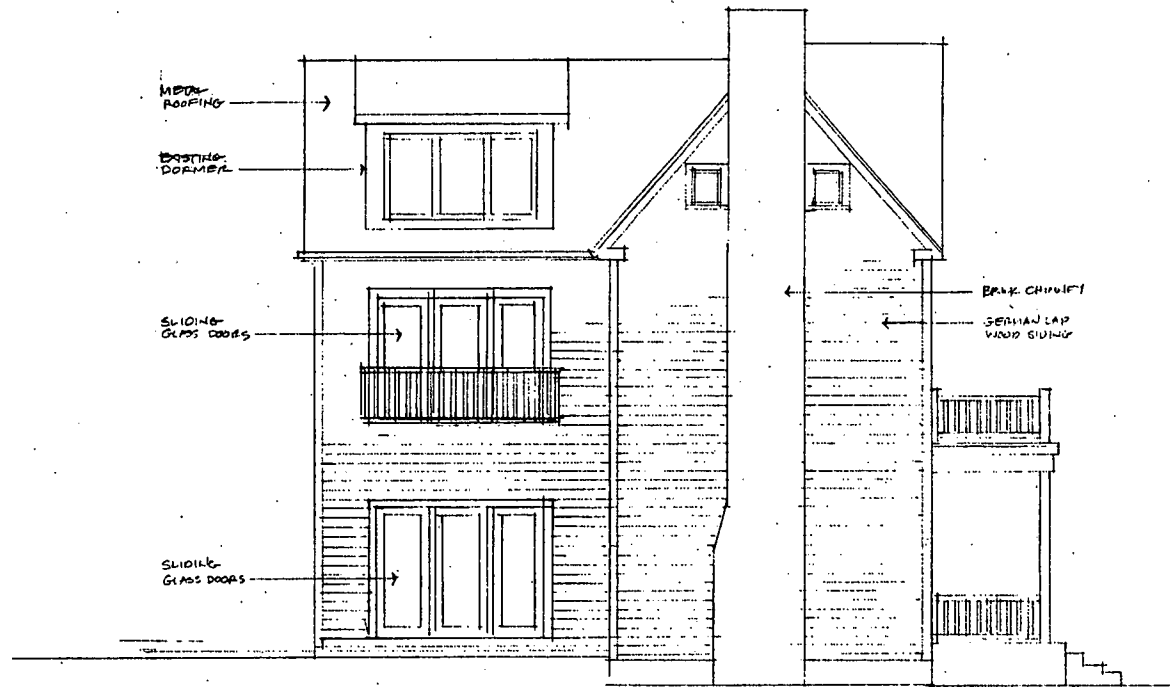 METAL
ROOFING
EXISTING
DORMER
SLIDING
GLASS DOORS
SLIDING
GLASS DOORS
BRICK CHIMNEY
GERMAN LAP
WOOD SIDING